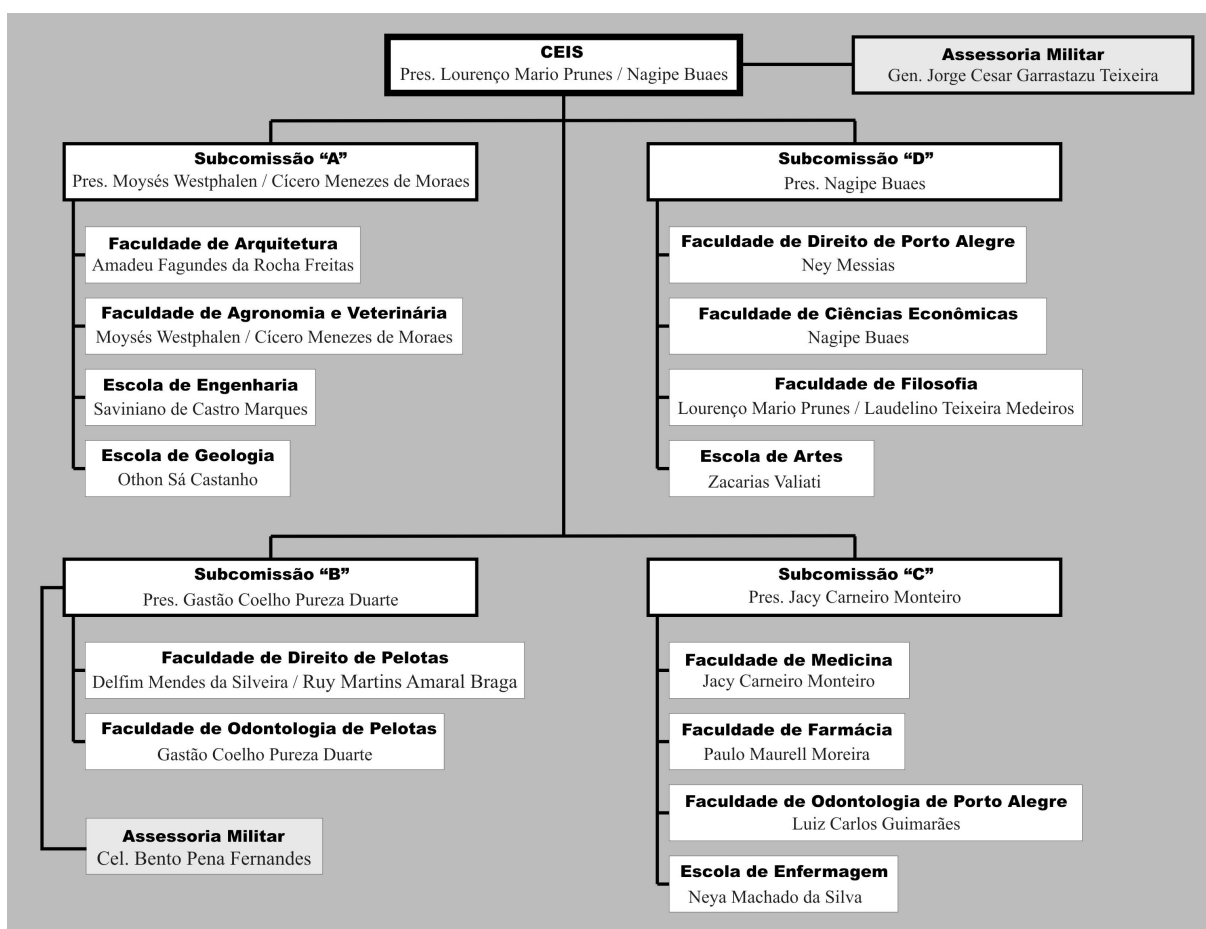 CEIS
Pres. Lourenço Mario Prunes / Nagipe Buaes
Assessoria Militar
Gen. Jorge Cesar Garrastazu Teixeira
Subcomissão “A”
Pres. Moysés Westphalen / Cícero Menezes de Moraes
Faculdade de Arquitetura
Amadeu Fagundes da Rocha Freitas
Faculdade de Agronomia e Veterinária
Moysés Westphalen / Cícero Menezes de Moraes
Escola de Engenharia
Saviniano de Castro Marques
Escola de Geologia
Othon Sá Castanho
Subcomissão “D”
Pres. Nagipe Buaes
Faculdade de Direito de Porto Alegre
Ney Messias
Faculdade de Ciências Econômicas
Nagipe Buaes
Faculdade de Filosofia
Lourenço Mario Prunes / Laudelino Teixeira Medeiros
Escola de Artes
Zacarias Valiati
Subcomissão “B”
Pres. Gastão Coelho Pureza Duarte
Faculdade de Direito de Pelotas
Delfim Mendes da Silveira / Ruy Martins Amaral Braga
Faculdade de Odontologia de Pelotas
Gastão Coelho Pureza Duarte
Assessoria Militar
Cel. Bento Pena Fernandes
Subcomissão “C”
Pres. Jacy Carneiro Monteiro
Faculdade de Medicina
Jacy Carneiro Monteiro
Faculdade de Farmácia
Paulo Maurell Moreira
Faculdade de Odontologia de Porto Alegre
Luiz Carlos Guimarães
Escola de Enfermagem
Neya Machado da Silva